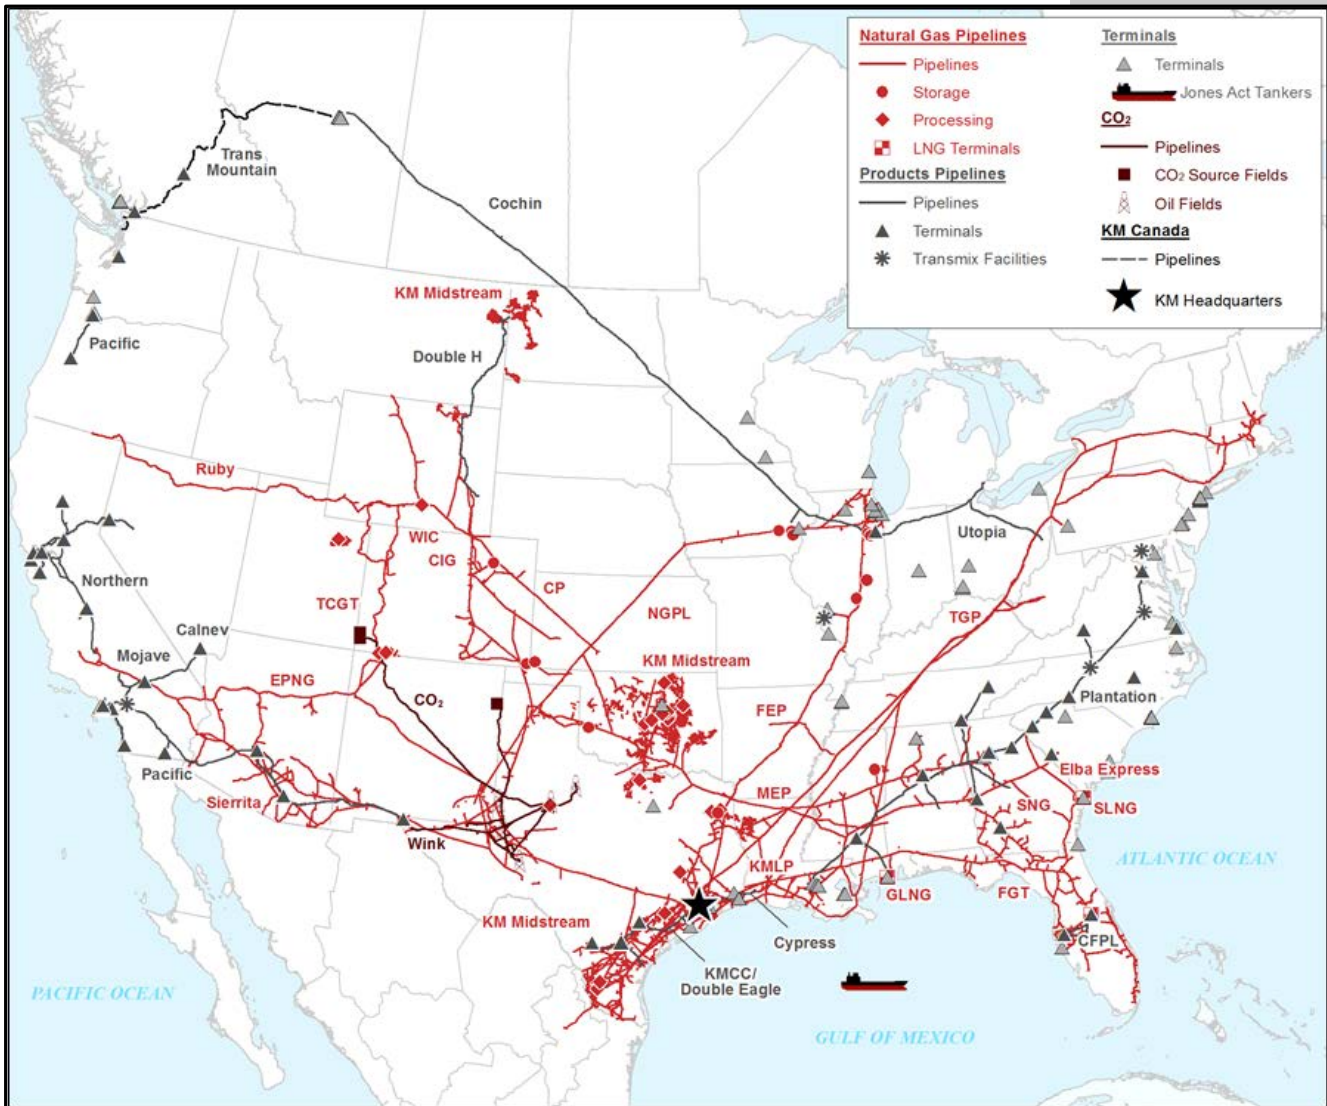 Natural Gas Pipelines
Pipelines
Storage
Processing
LNG Terminals
Products Pipelines
Pipelines
Terminals
Transmix Facilities
Terminals
Terminals
Jones Act Tankers
CO₂
Pipelines
CO₂ Source Fields
Oil Fields
KM Canada
Pipelines
KM Headquarters
Trans
Mountain
Cochin
KM Midstream
Double H
Pacific
Ruby
WIC
CIG
CP
Utopia
Northern
TCGT
NGPL
TGP
Calnev
Mojave
EPNG
KM Midstream
CO₂
FEP
Plantation
Pacific
Elba Express
Sierrita
MEP
SNG
SLNG
Wink
KMLP
ATLANTIC OCEAN
GLNG
FGT
KM Midstream
Cypress
CFPL
KMCC/
Double Eagle
PACIFIC OCEAN
GULF OF MEXICO